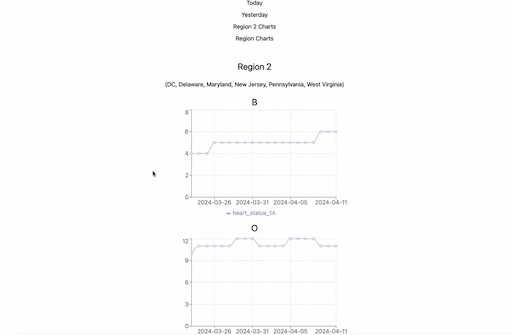 Today
Yesterday
Region 2 Charts
Region Charts
Region 2
(DC, Delaware, Maryland, New Jersey, Pennsylvania, West Virginia)
B
8
6
4
2
0
2024-03-26 2024-03-31 2024-04-05 2024-04-11
heart_status_1A
O
12
9
6
3
0
2024-03-26 2024-03-31 2024-04-05 2024-04-11